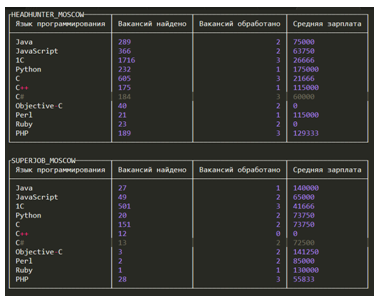 HEADHUNTER_MOSCOW
Язык программирования Вакансий найдено Вакансий обработано Средняя зарплата
Java 289 2 75000
JavaScript 366 2 63750
1C 1716 3 26666
Python 232 1 175000
C 605 3 21666
C++ 175 1 115000
C# 184 3 60000
Objective-C 40 2 0
Perl 21 1 115000
Ruby 23 2 0
PHP 189 3 129333
SUPERJOB_MOSCOW
Язык программирования Вакансий найдено Вакансий обработано Средняя зарплата
Java 27 1 140000
JavaScript 49 2 65000
1C 501 3 41666
Python 20 2 73750
C 151 2 73750
C++ 12 0 0
C# 13 2 72500
Objective-C 3 2 141250
Perl 2 2 85000
Ruby 1 1 130000
PHP 28 3 55833